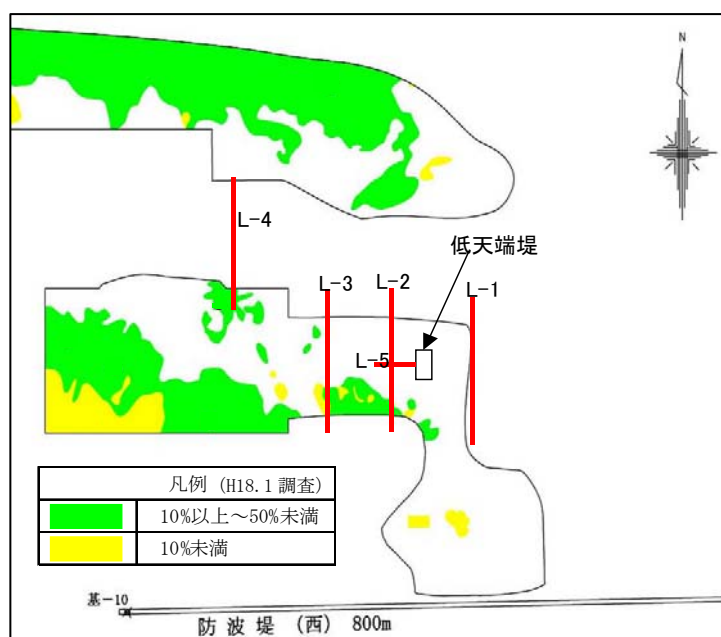 N
L-4
低天端堤
L-3
L-2
L-1
L-5
凡例 (H18.1 調査)
10%以上～50%未満
10%未満
基-10
防波堤 (西) 800m